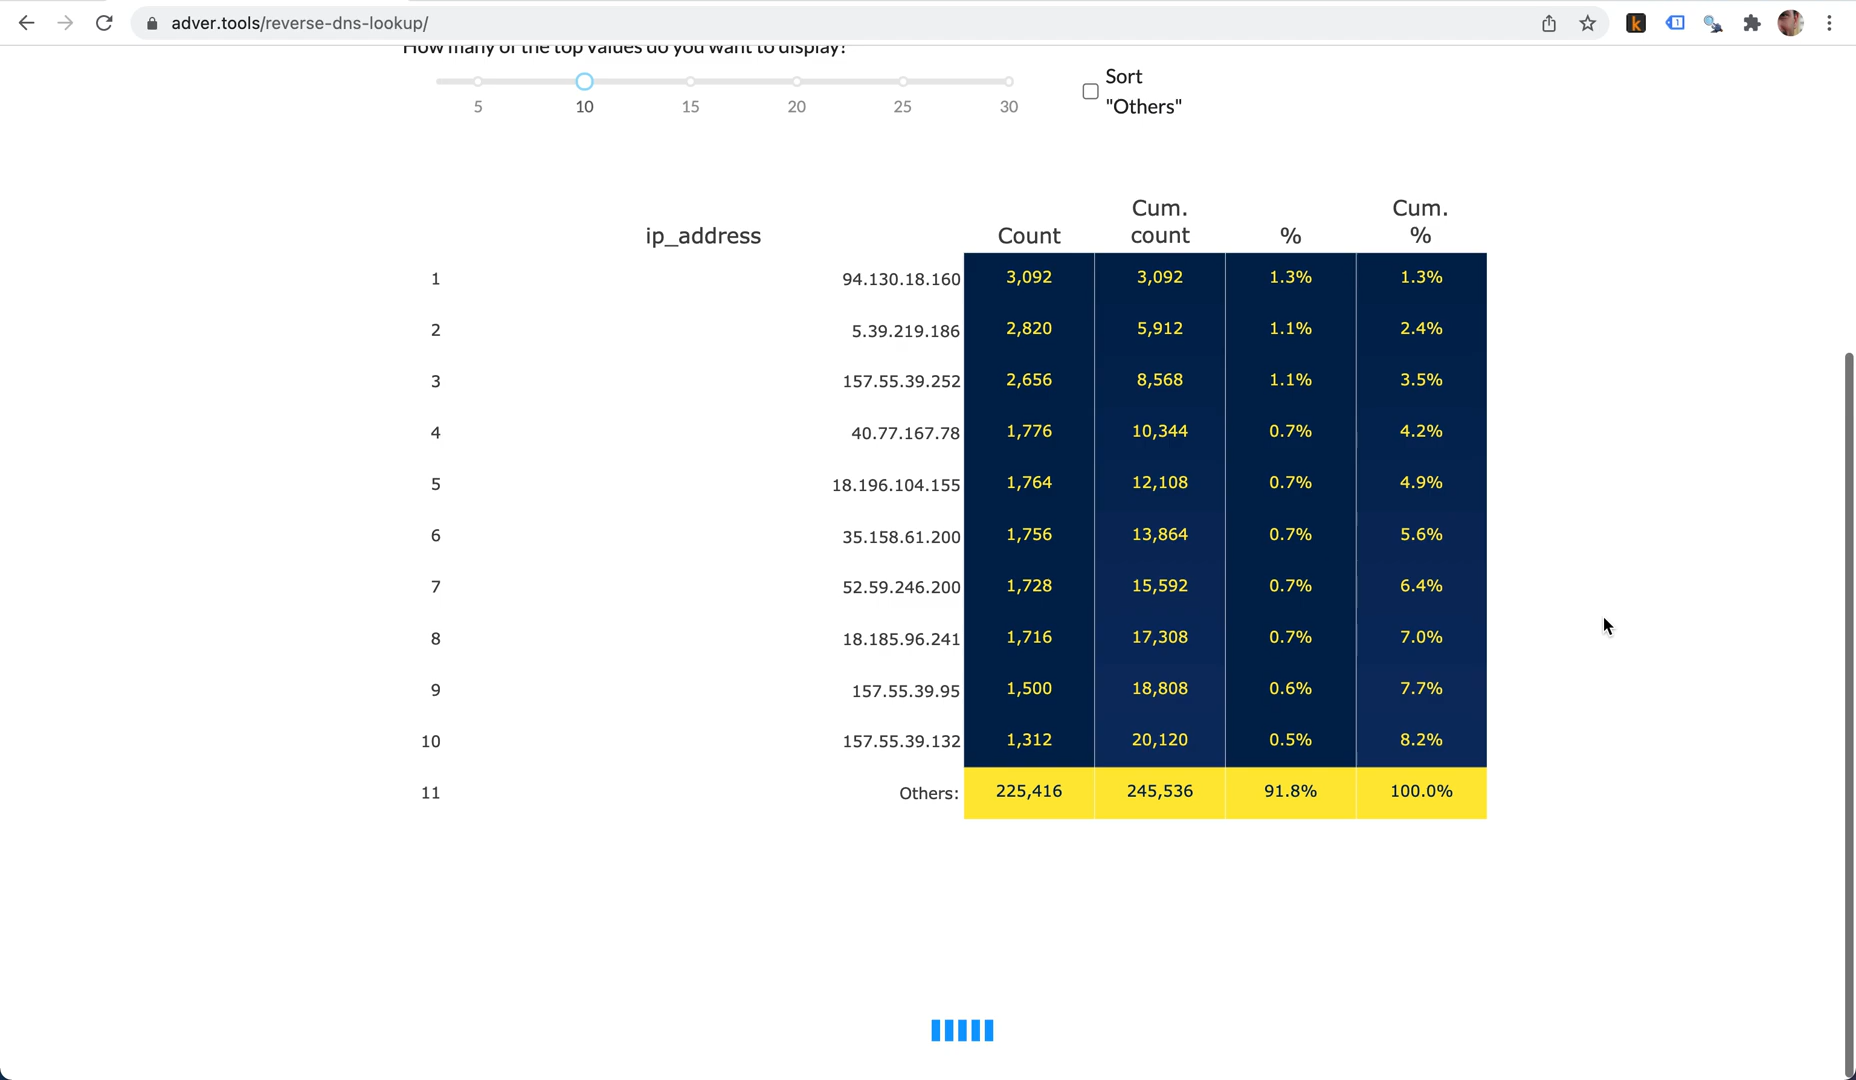 adver.tools/reverse-dns-lookup/
How many of the top values do you want to display?
5 10 15 20 25 30
Sort
"Others"
ip_address Count Cum. count % Cum. %
1 94.130.18.160 3,092 3,092 1.3% 1.3%
2 5.39.219.186 2,820 5,912 1.1% 2.4%
3 157.55.39.252 2,656 8,568 1.1% 3.5%
4 40.77.167.78 1,776 10,344 0.7% 4.2%
5 18.196.104.155 1,764 12,108 0.7% 4.9%
6 35.158.61.200 1,756 13,864 0.7% 5.6%
7 52.59.246.200 1,728 15,592 0.7% 6.4%
8 18.185.96.241 1,716 17,308 0.7% 7.0%
9 157.55.39.95 1,500 18,808 0.6% 7.7%
10 157.55.39.132 1,312 20,120 0.5% 8.2%
11 Others: 225,416 245,536 91.8% 100.0%